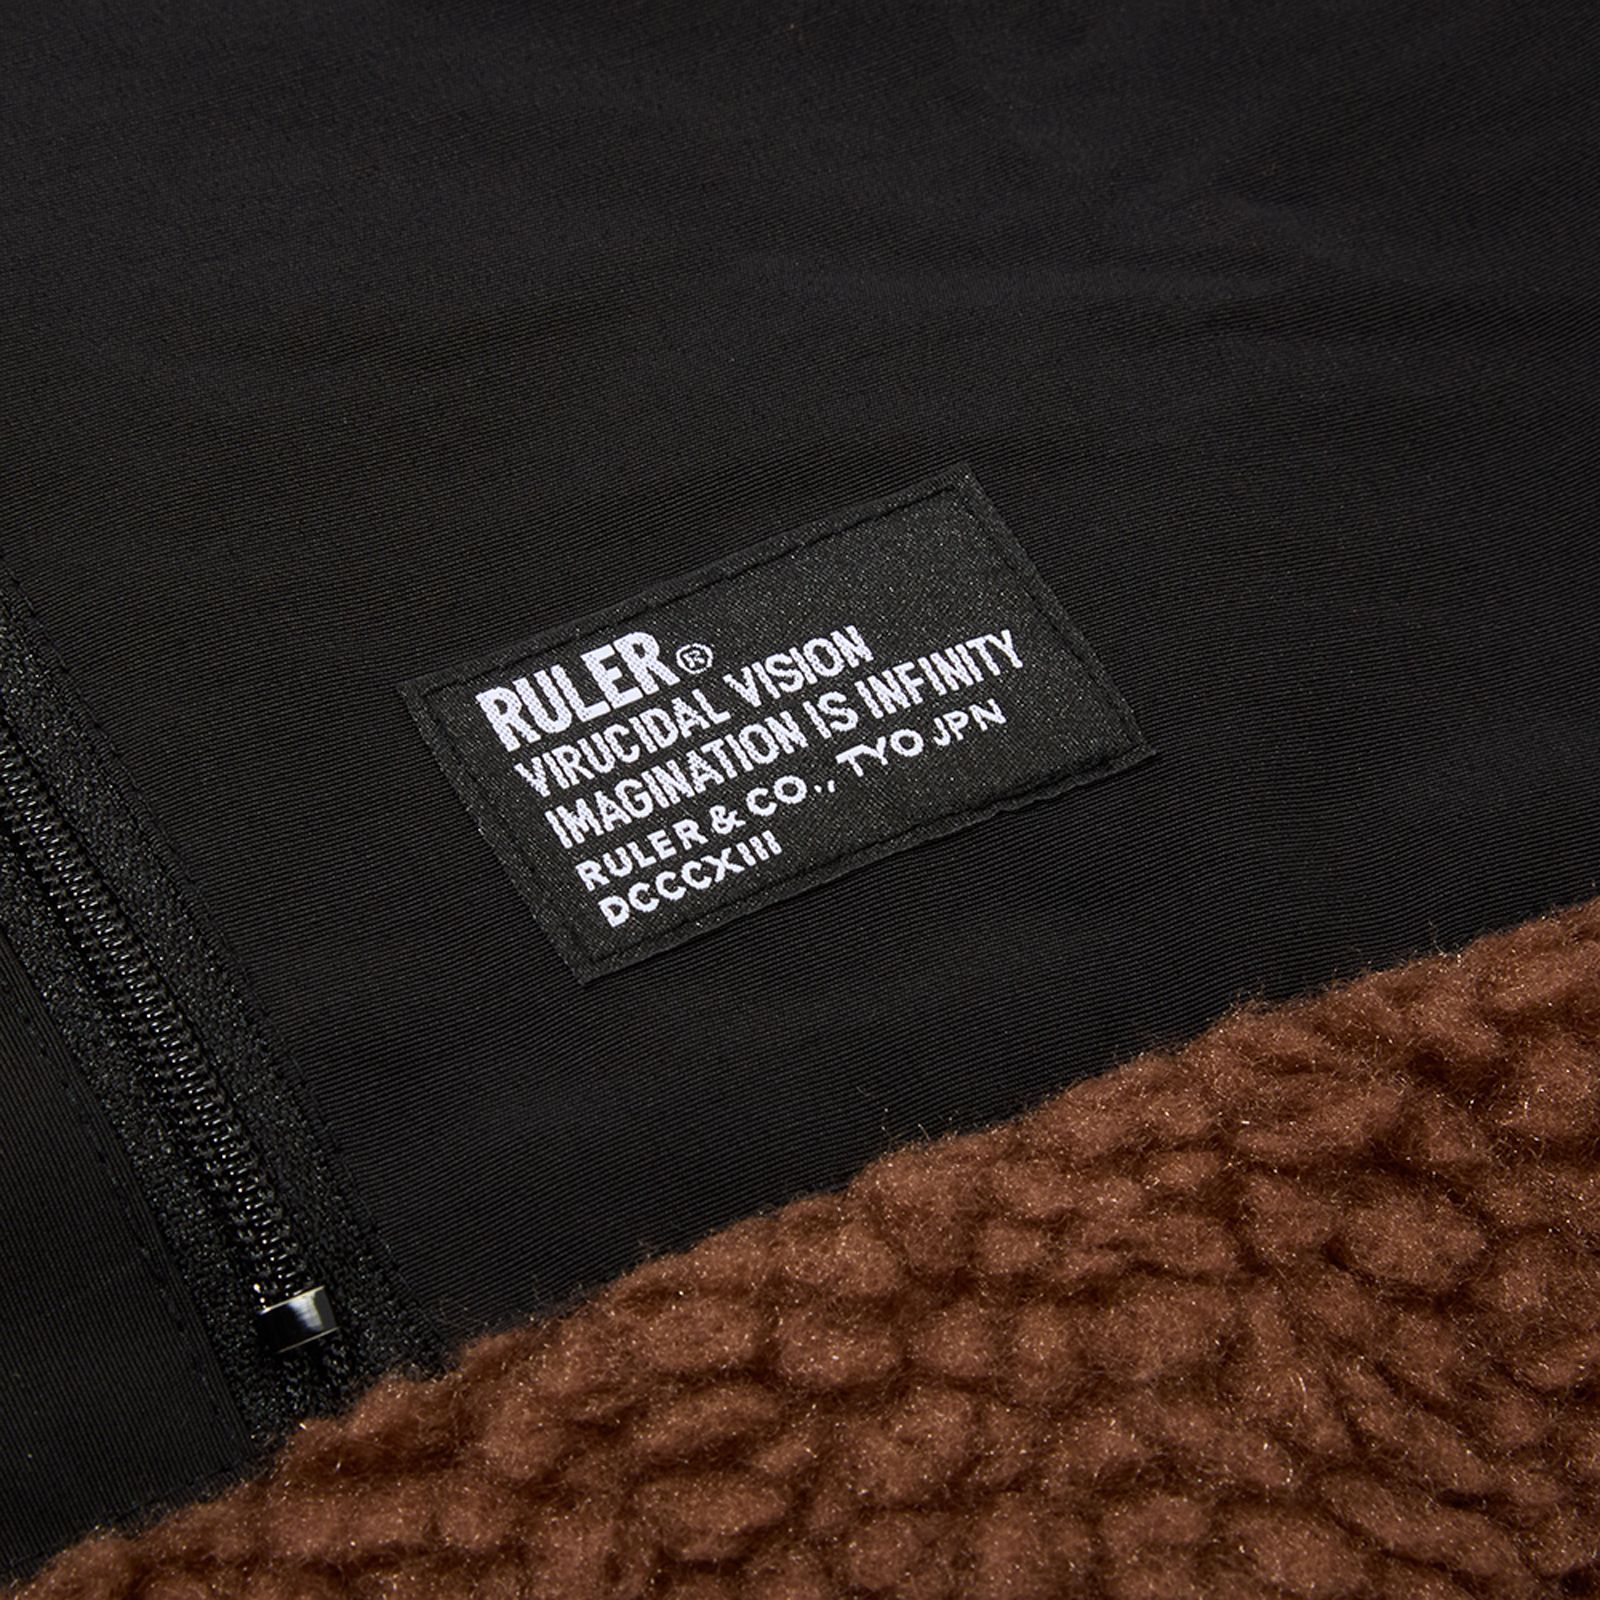 RULER®
VIRUCIDAL VISION
IMAGINATION IS INFINITY
RULER & CO., TYO JPN
DCCCXIII